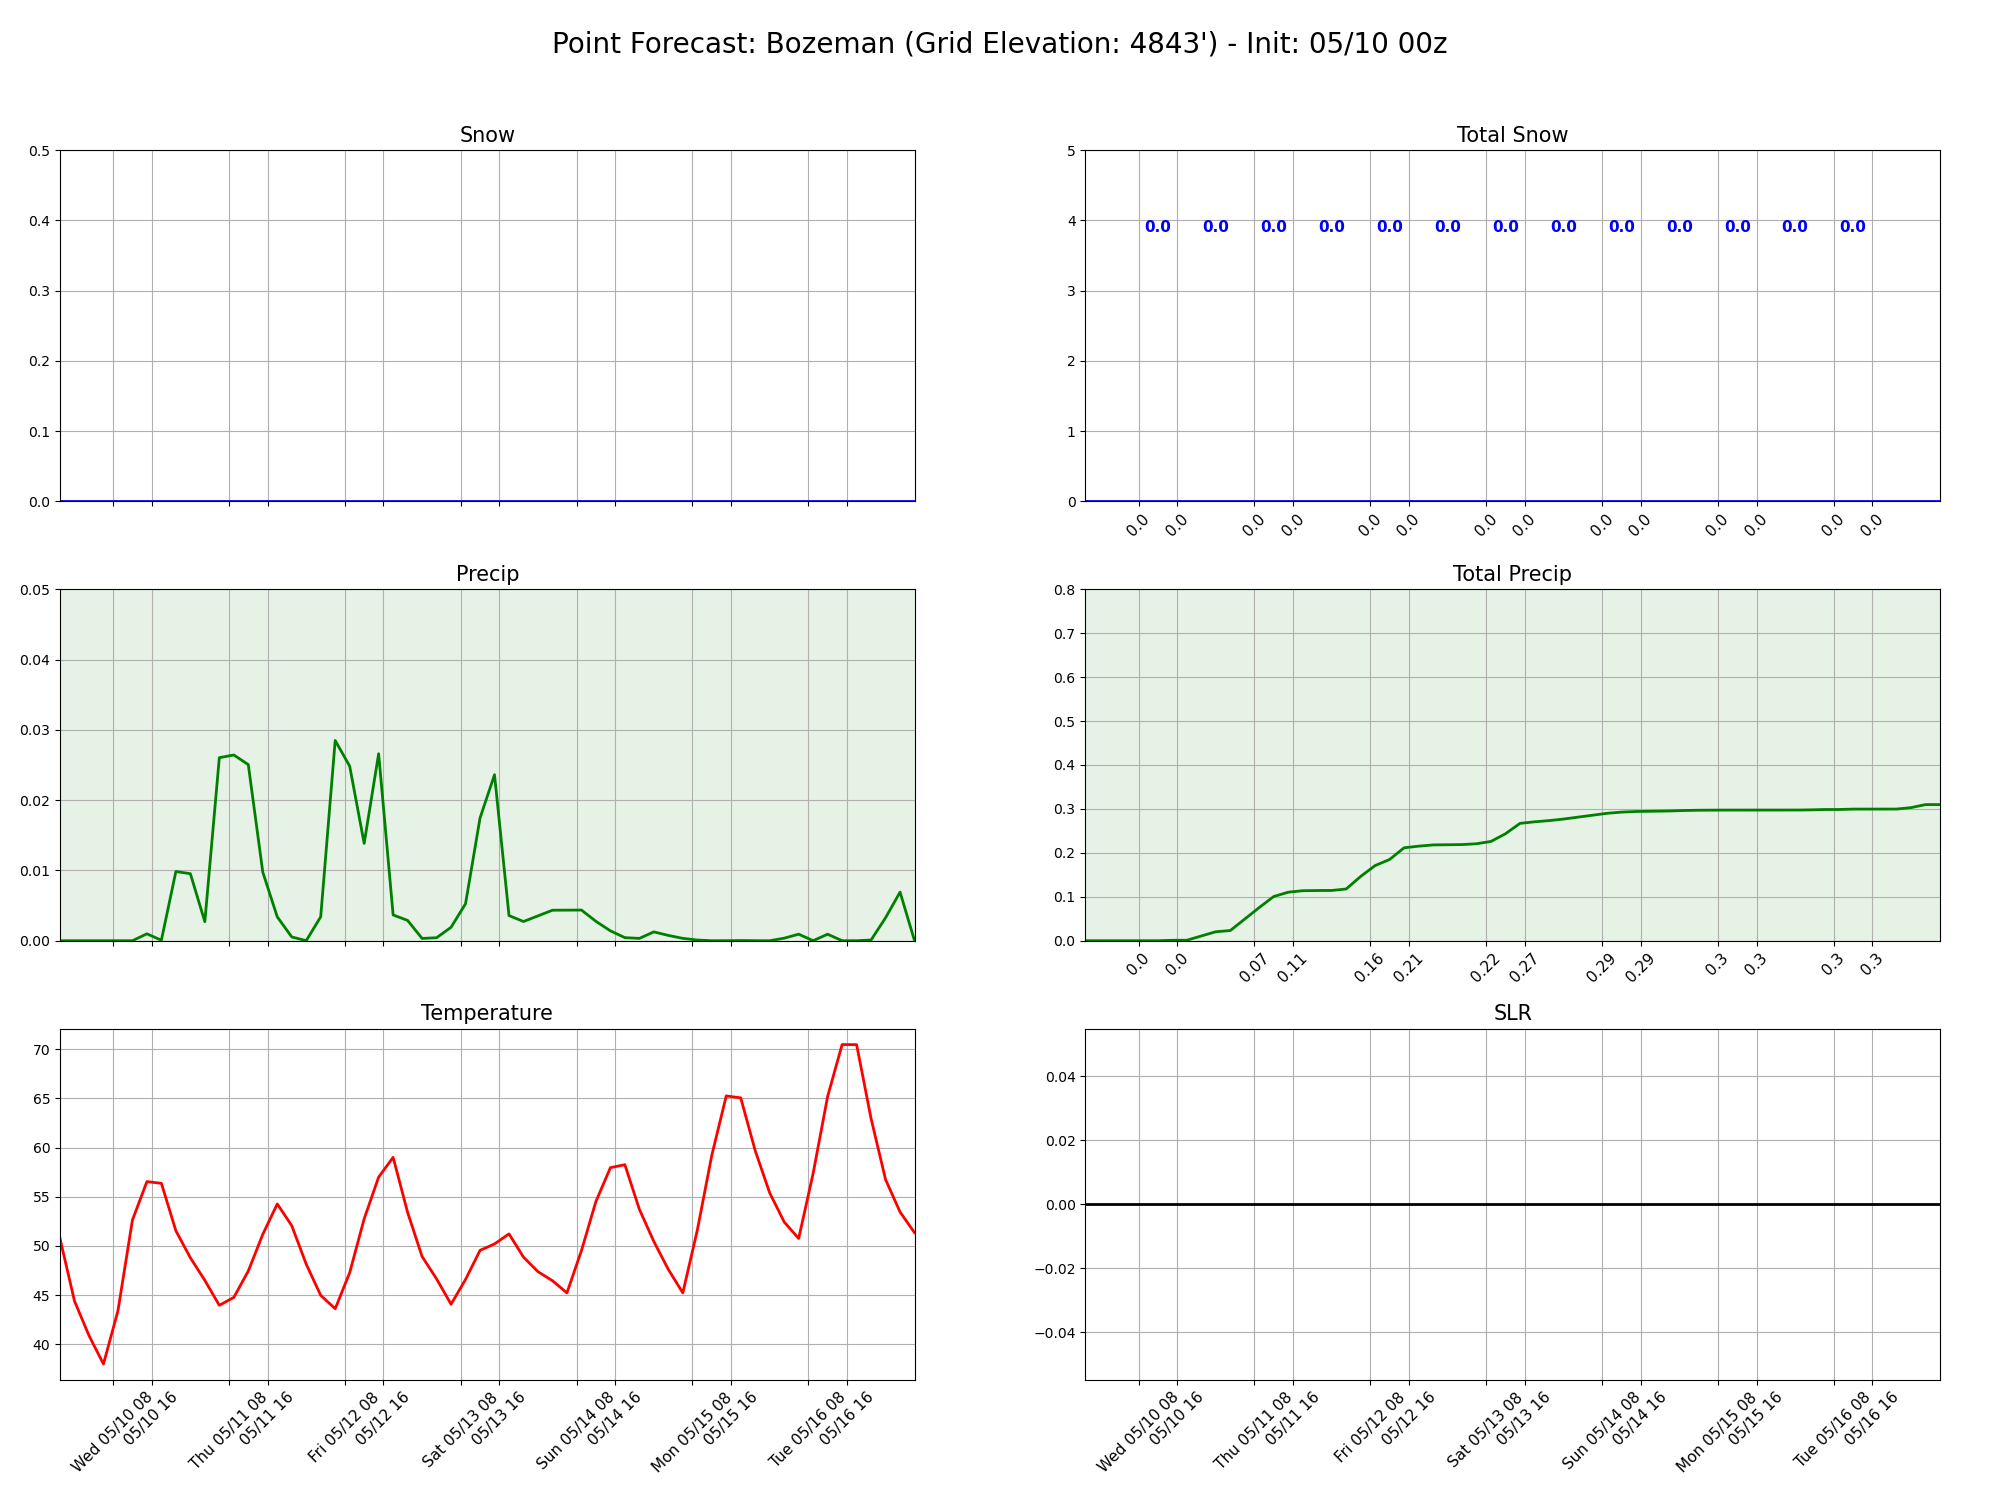 Point Forecast: Bozeman (Grid Elevation: 4843') - Init: 05/10 00z
Snow
0.5
0.4
0.3
0.2
0.1
0.0
Total Snow
5
4
3
2
1
0
0.0 0.0 0.0 0.0 0.0 0.0 0.0 0.0 0.0 0.0 0.0 0.0 0.0
0.0 0.0 0.0 0.0 0.0 0.0 0.0 0.0 0.0 0.0 0.0 0.0 0.0 0.0
Precip
0.05
0.04
0.03
0.02
0.01
0.00
Total Precip
0.8
0.7
0.6
0.5
0.4
0.3
0.2
0.1
0.0
0.0 0.0 0.07 0.11 0.16 0.21 0.22 0.27 0.29 0.29 0.3 0.3 0.3 0.3
Temperature
70
65
60
55
50
45
40
Wed 05/10 08
05/10 16
Thu 05/11 08
05/11 16
Fri 05/12 08
05/12 16
Sat 05/13 08
05/13 16
Sun 05/14 08
05/14 16
Mon 05/15 08
05/15 16
Tue 05/16 08
05/16 16
SLR
0.04
0.02
0.00
−0.02
−0.04
Wed 05/10 08
05/10 16
Thu 05/11 08
05/11 16
Fri 05/12 08
05/12 16
Sat 05/13 08
05/13 16
Sun 05/14 08
05/14 16
Mon 05/15 08
05/15 16
Tue 05/16 08
05/16 16